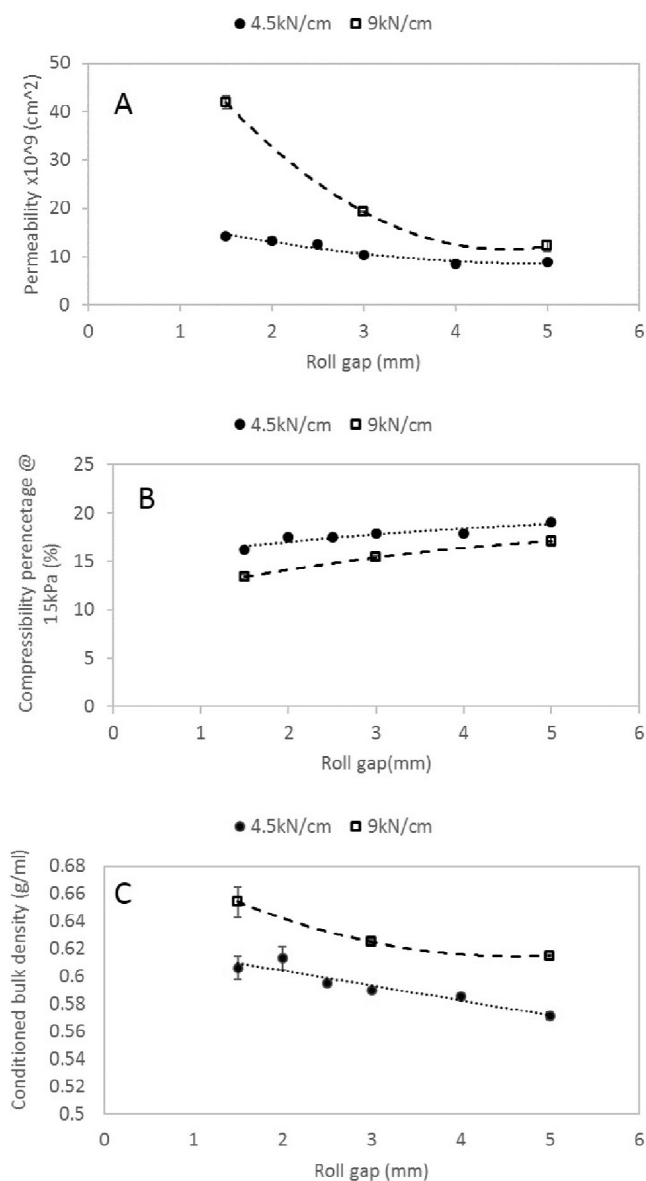 4.5kN/cm 9kN/cm
A
Permeability x10^9 (cm^2)
50
40
30
20
10
0
0 1 2 3 4 5 6
Roll gap (mm)
4.5kN/cm 9kN/cm
B
Compressibility perencetage @
15kPa (%)
25
20
15
10
5
0
0 1 2 3 4 5 6
Roll gap(mm)
4.5kN/cm 9kN/cm
C
Conditioned bulk density (g/ml)
0.68
0.66
0.64
0.62
0.6
0.58
0.56
0.54
0.52
0.5
0 1 2 3 4 5 6
Roll gap (mm)